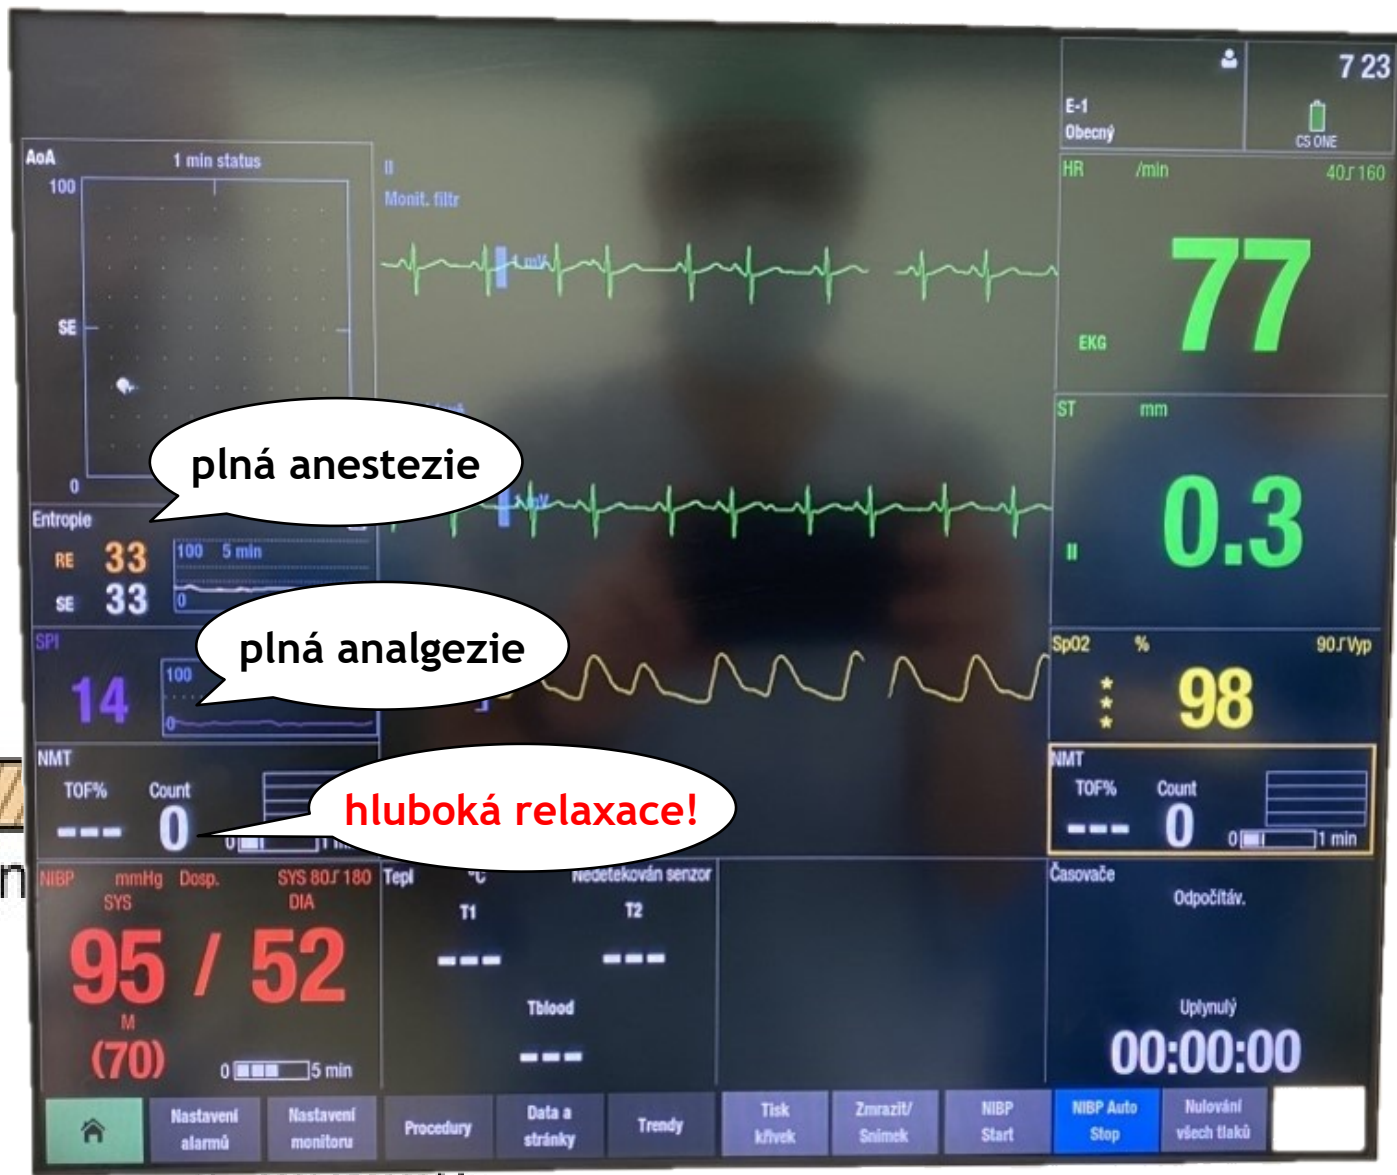 7 23
E-1
Obecný
CS ONE
AoA
1 min status
100
SE
0
II
Monit. filtr
1 mV
1 mV
HR /min 40 160
77
EKG
ST mm
0.3
II
plná anestezie
Entropie
RE 33
SE 33
100 5 min
0
plná analgezie
SPI
14
100
0
SpO2 % 90 Vyp
***
98
hluboká relaxace!
NMT
TOF% Count
--- 0
0
NMT
TOF% Count
--- 0
0 1 min
NIBP mmHg Dosp. SYS 80 180
SYS DIA
95 / 52
M
(70)
0 5 min
Tepl °C Nedetekován senzor
T1 T2
--- ---
Tblood
---
Časovače
Odpočítáv.
Uplynulý
00:00:00
Nastavení
alarmů
Nastavení
monitoru
Procedury
Data a
stránky
Trendy
Tisk
křivek
Zmrazit/
Snímek
NIBP
Start
NIBP Auto
Stop
Nulování
všech tlaků